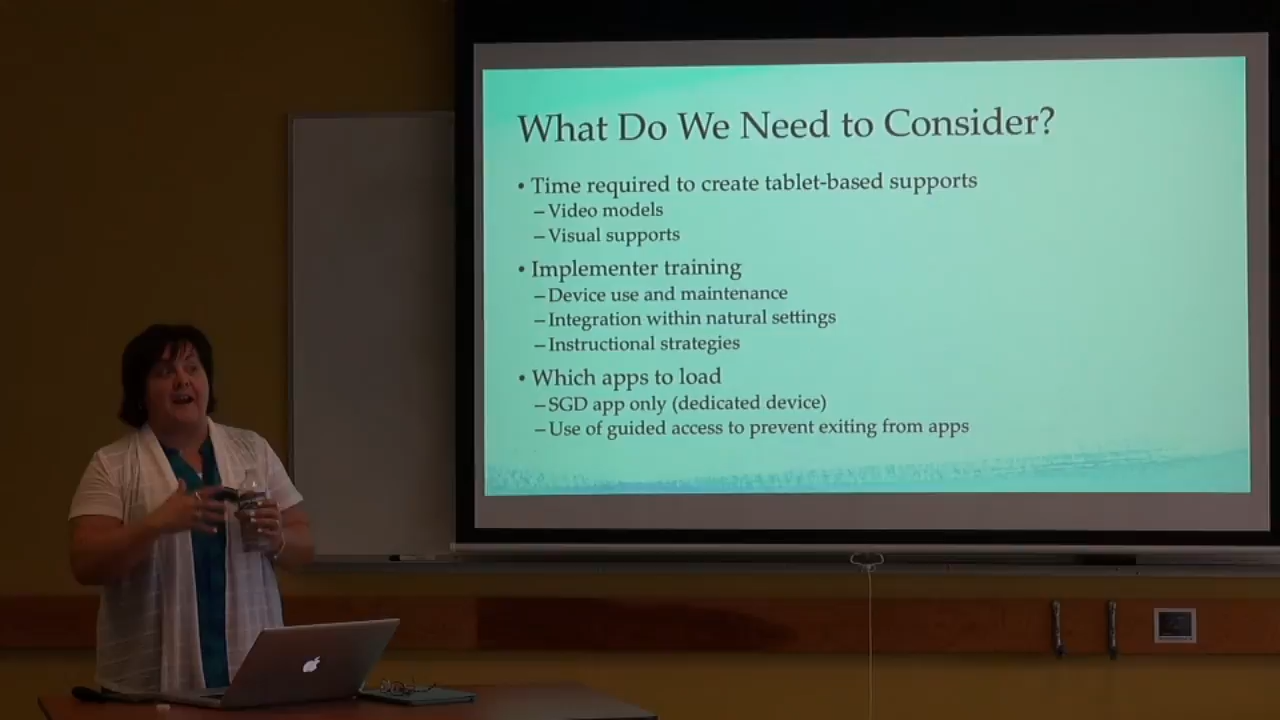 What Do We Need to Consider?
• Time required to create tablet-based supports
– Video models
– Visual supports
• Implementer training
– Device use and maintenance
– Integration within natural settings
– Instructional strategies
• Which apps to load
– SGD app only (dedicated device)
– Use of guided access to prevent exiting from apps